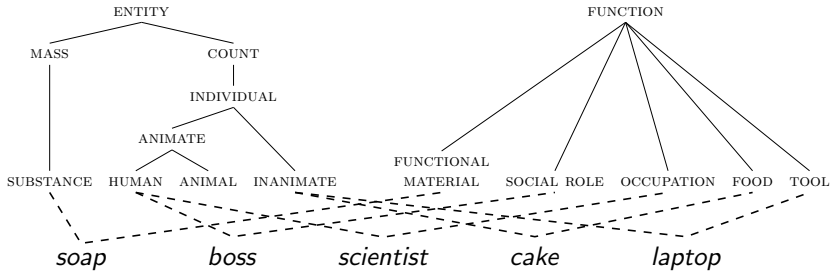 ENTITY FUNCTION
MASS COUNT
INDIVIDUAL
ANIMATE
FUNCTIONAL
SUBSTANCE HUMAN ANIMAL INANIMATE MATERIAL SOCIAL ROLE OCCUPATION FOOD TOOL
soap boss scientist cake laptop